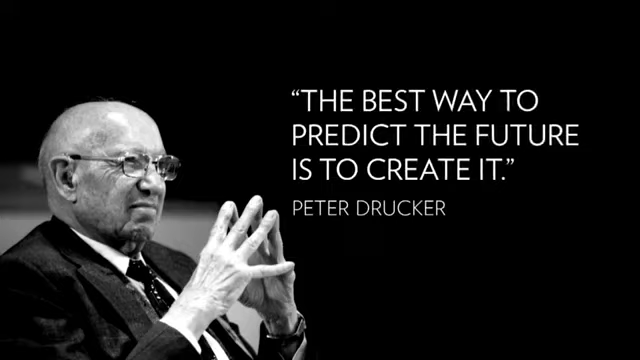 “THE BEST WAY TO
PREDICT THE FUTURE
IS TO CREATE IT.”
PETER DRUCKER